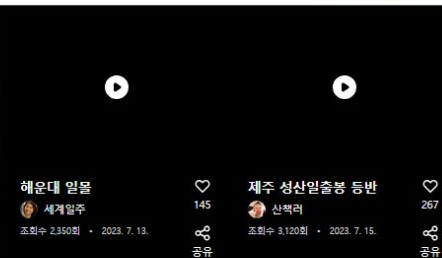 해운대 일몰
145
세계일주
조회수 2,350회 • 2023. 7. 13.
공유
제주 성산일출봉 등반
267
산책러
조회수 3,120회 • 2023. 7. 15.
공유